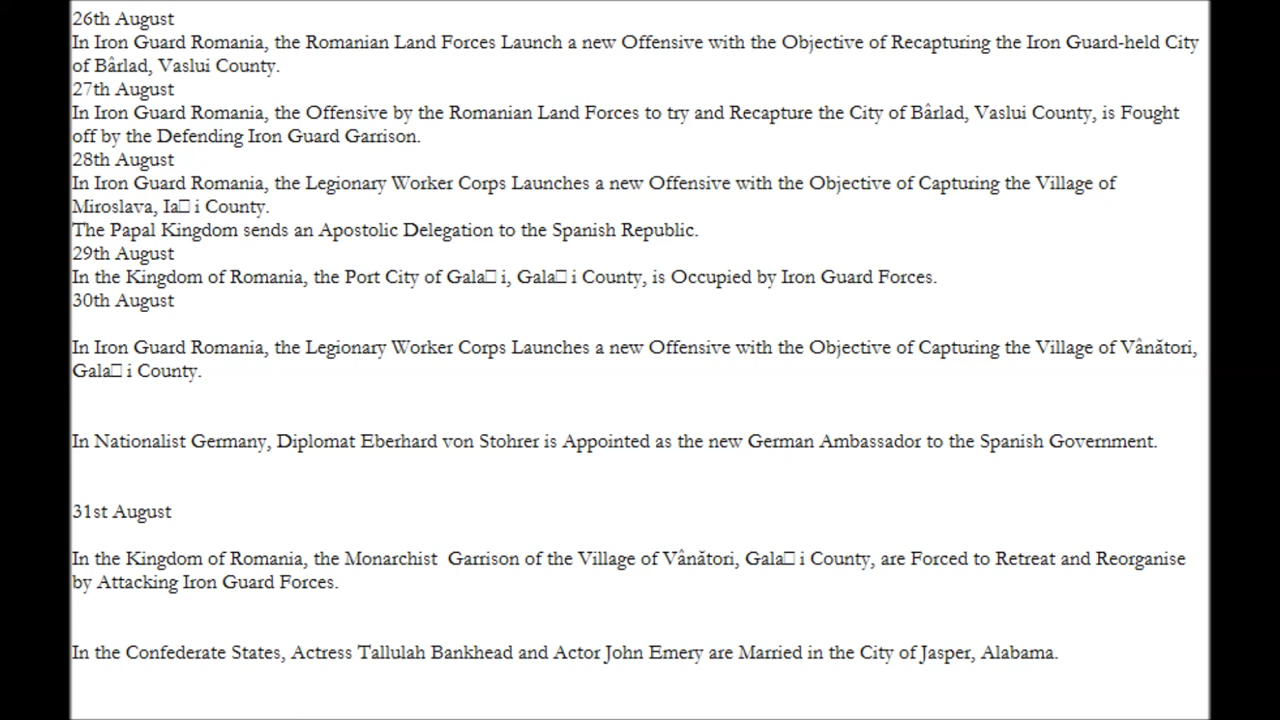 26th August
In Iron Guard Romania, the Romanian Land Forces Launch a new Offensive with the Objective of Recapturing the Iron Guard-held City
of Bârlad, Vaslui County.
27th August
In Iron Guard Romania, the Offensive by the Romanian Land Forces to try and Recapture the City of Bârlad, Vaslui County, is Fought
off by the Defending Iron Guard Garrison.
28th August
In Iron Guard Romania, the Legionary Worker Corps Launches a new Offensive with the Objective of Capturing the Village of
Miroslava, Ia□ i County.
The Papal Kingdom sends an Apostolic Delegation to the Spanish Republic.
29th August
In the Kingdom of Romania, the Port City of Gala□ i, Gala□ i County, is Occupied by Iron Guard Forces.
30th August
In Iron Guard Romania, the Legionary Worker Corps Launches a new Offensive with the Objective of Capturing the Village of Vânători,
Gala□ i County.
In Nationalist Germany, Diplomat Eberhard von Stohrer is Appointed as the new German Ambassador to the Spanish Government.
31st August
In the Kingdom of Romania, the Monarchist  Garrison of the Village of Vânători, Gala□ i County, are Forced to Retreat and Reorganise
by Attacking Iron Guard Forces.
In the Confederate States, Actress Tallulah Bankhead and Actor John Emery are Married in the City of Jasper, Alabama.